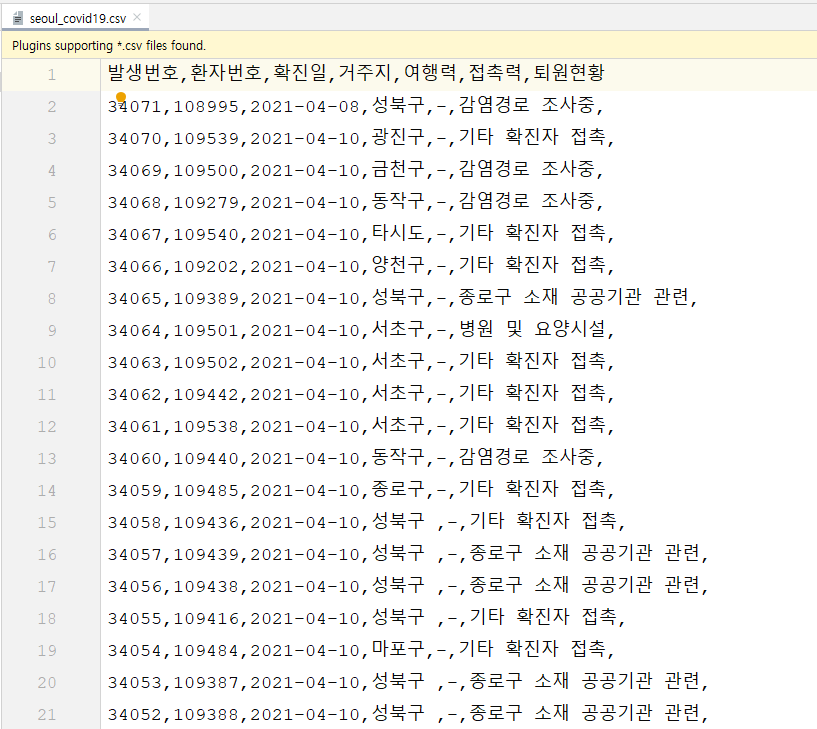 seoul_covid19.csv
Plugins supporting *.csv files found.
1 발생번호,환자번호,확진일,거주지,여행력,접촉력,퇴원현황
2 34071,108995,2021-04-08,성북구,-,감염경로 조사중,
3 34070,109539,2021-04-10,광진구,-,기타 확진자 접촉,
4 34069,109500,2021-04-10,금천구,-,감염경로 조사중,
5 34068,109279,2021-04-10,동작구,-,감염경로 조사중,
6 34067,109540,2021-04-10,타시도,-,기타 확진자 접촉,
7 34066,109202,2021-04-10,양천구,-,기타 확진자 접촉,
8 34065,109389,2021-04-10,성북구,-,종로구 소재 공공기관 관련,
9 34064,109501,2021-04-10,서초구,-,병원 및 요양시설,
10 34063,109502,2021-04-10,서초구,-,기타 확진자 접촉,
11 34062,109442,2021-04-10,서초구,-,기타 확진자 접촉,
12 34061,109538,2021-04-10,서초구,-,기타 확진자 접촉,
13 34060,109440,2021-04-10,동작구,-,감염경로 조사중,
14 34059,109485,2021-04-10,종로구,-,기타 확진자 접촉,
15 34058,109436,2021-04-10,성북구 ,-,기타 확진자 접촉,
16 34057,109439,2021-04-10,성북구 ,-,종로구 소재 공공기관 관련,
17 34056,109438,2021-04-10,성북구 ,-,종로구 소재 공공기관 관련,
18 34055,109416,2021-04-10,성북구 ,-,기타 확진자 접촉,
19 34054,109484,2021-04-10,마포구,-,기타 확진자 접촉,
20 34053,109387,2021-04-10,성북구 ,-,종로구 소재 공공기관 관련,
21 34052,109388,2021-04-10,성북구 ,-,종로구 소재 공공기관 관련,